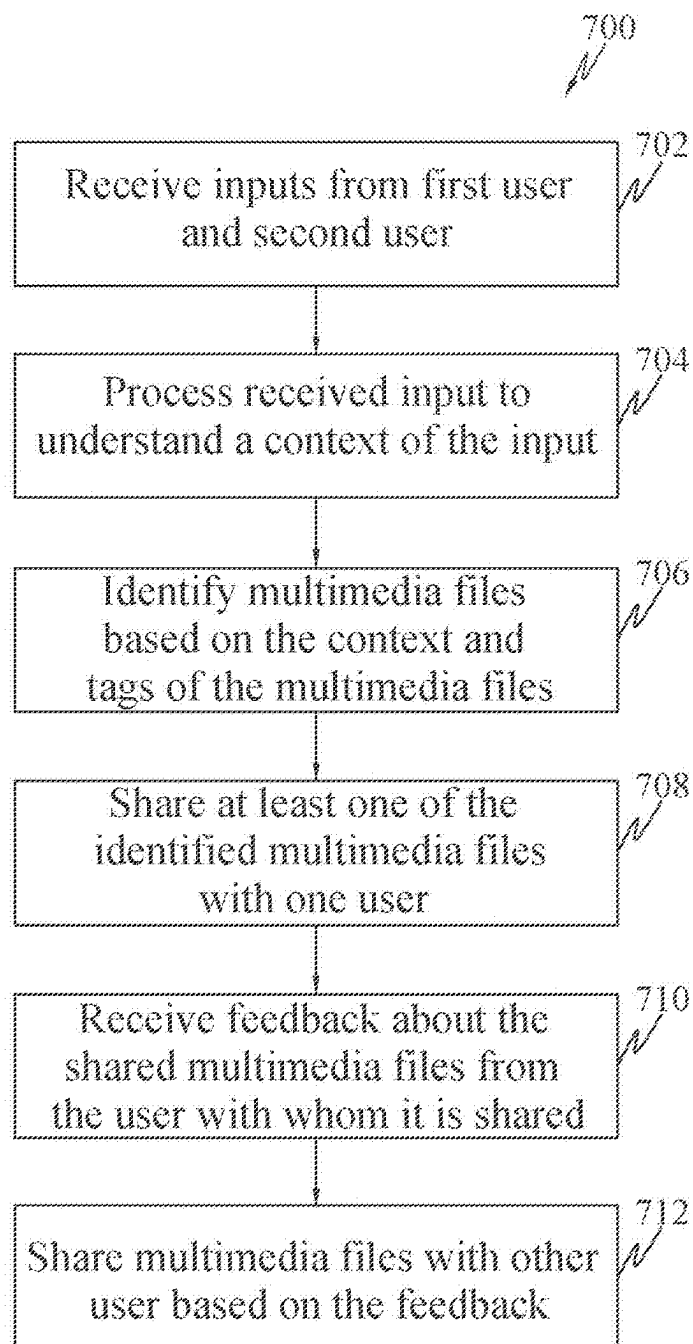 700
702
Receive inputs from first user
and second user
704
Process received input to
understand a context of the input
706
Identify multimedia files
based on the context and
tags of the multimedia files
708
Share at least one of the
identified multimedia files
with one user
710
Receive feedback about the
shared multimedia files from
the user with whom it is shared
712
Share multimedia files with other
user based on the feedback